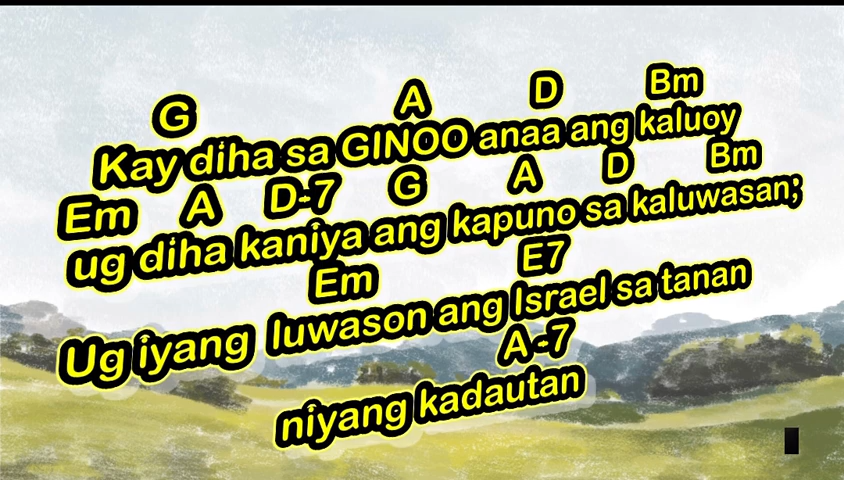 G A D Bm
Kay diha sa GINOO anaa ang kaluoy
Em A D-7 G A D Bm
ug diha kaniya ang kapuno sa kaluwasan;
Em E7
Ug iyang luwason ang Israel sa tanan
A-7
niyang kadautan